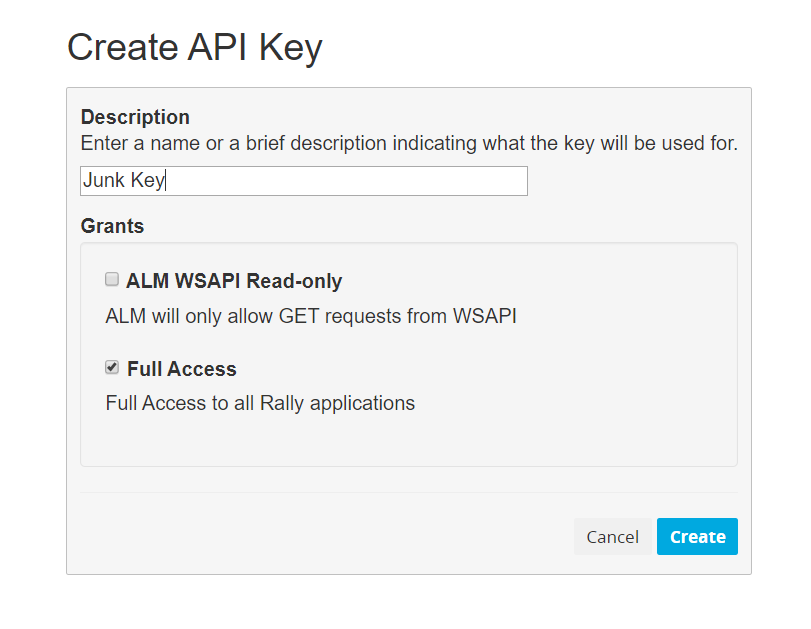 Create API Key
Description
Enter a name or a brief description indicating what the key will be used for.
Junk Key
Grants
ALM WSAPI Read-only
ALM will only allow GET requests from WSAPI
Full Access
Full Access to all Rally applications
Cancel Create